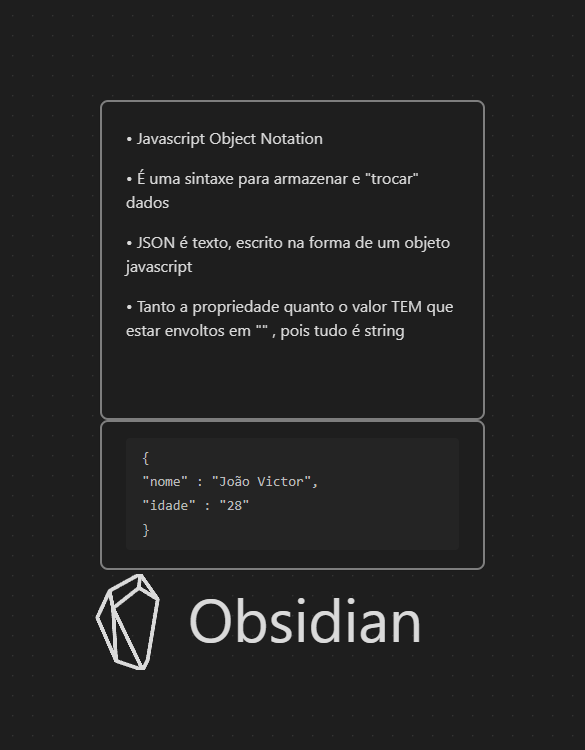 • Javascript Object Notation
• É uma sintaxe para armazenar e "trocar"
dados
• JSON é texto, escrito na forma de um objeto
javascript
• Tanto a propriedade quanto o valor TEM que
estar envoltos em "" , pois tudo é string
{
"nome" : "João Victor",
"idade" : "28"
}
Obsidian